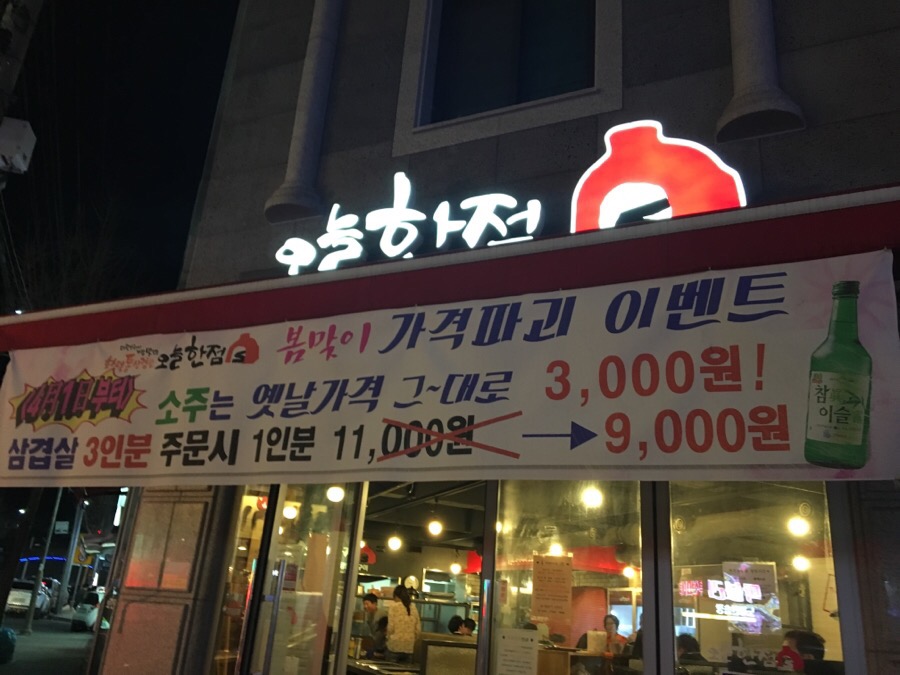 오늘한점
오늘한점 봄맞이 가격파괴 이벤트
4월1일부터! 소주는 옛날가격 그~대로 3,000원!
삼겹살 3인분 주문시 1인분 11,000원 → 9,000원
참
이슬